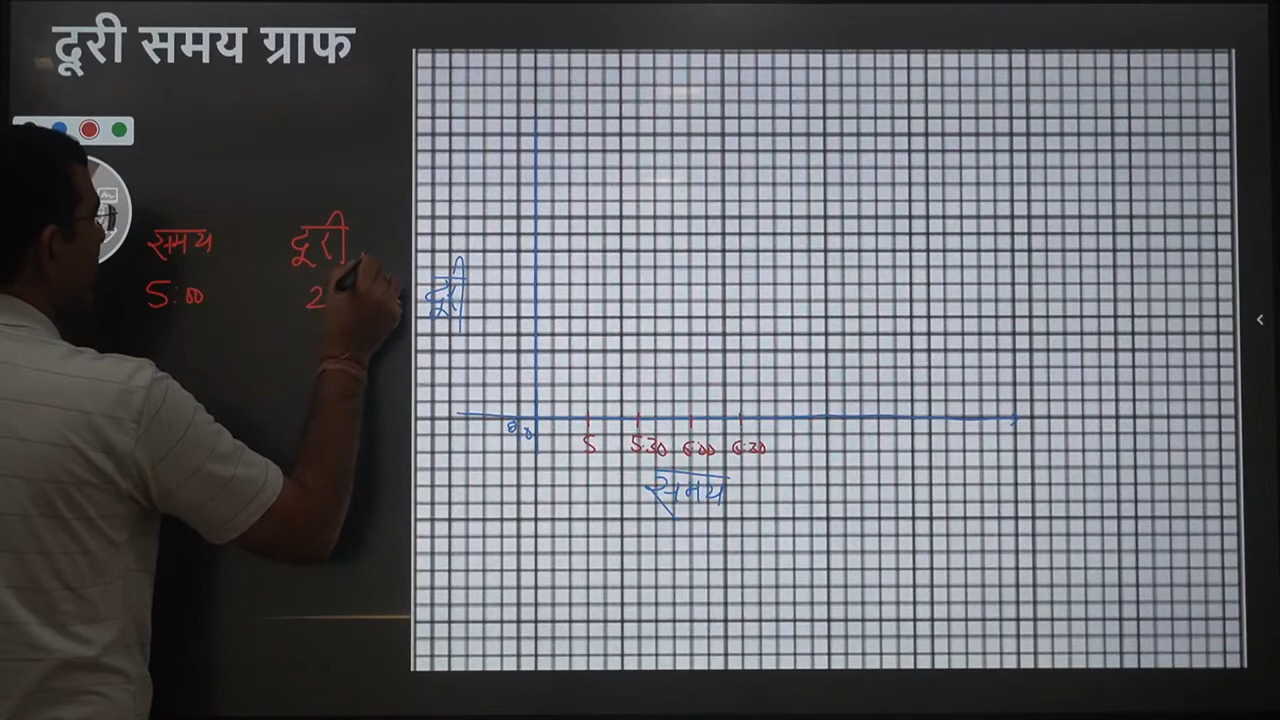 दूरी समय ग्राफ
समय दूरी
5:00 2
दूरी
5 5:30 6:00 6:30
समय